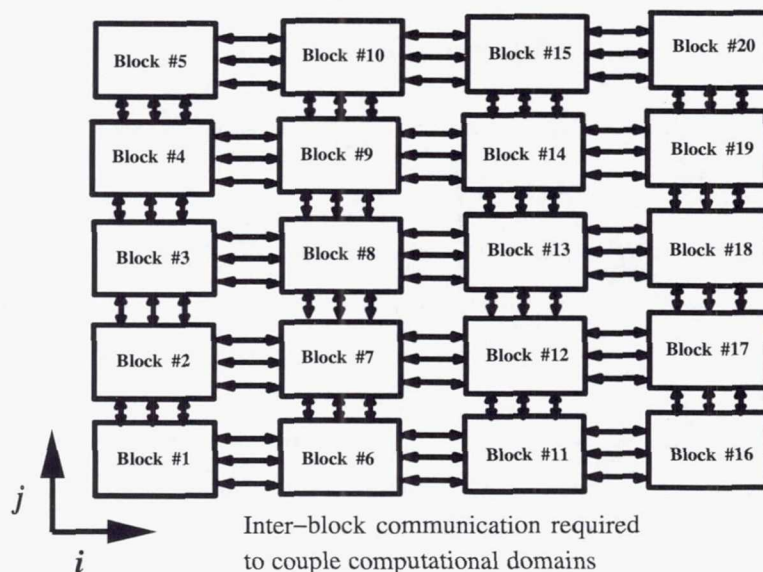 Block #5 Block #10 Block #15 Block #20
Block #4 Block #9 Block #14 Block #19
Block #3 Block #8 Block #13 Block #18
Block #2 Block #7 Block #12 Block #17
Block #1 Block #6 Block #11 Block #16
j
i
Inter–block communication required
to couple computational domains